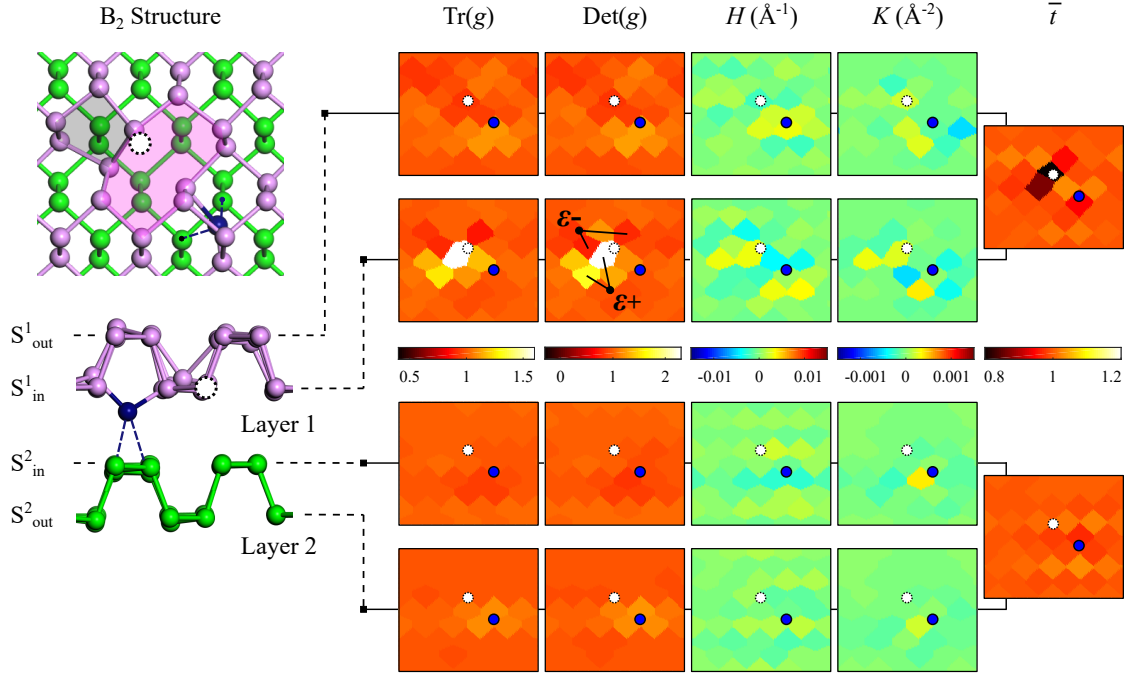 B₂ Structure
Tr(g)
Det(g)
H (Å⁻¹)
K (Å⁻²)
t̄
ε-
ε+
S¹out
S¹in
Layer 1
0.5 1 1.5
0 1 2
-0.01 0 0.01
-0.001 0 0.001
0.8 1 1.2
S²in
S²out
Layer 2